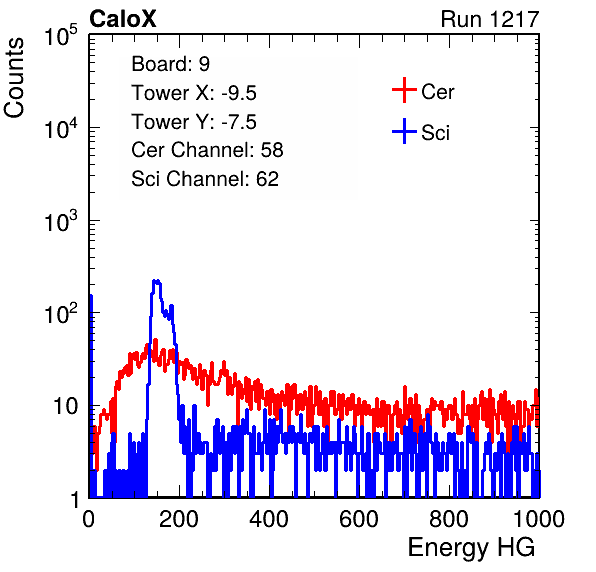 CaloX
Run 1217
Counts
10^5
10^4
10^3
10^2
10
1
Board: 9
Tower X: -9.5
Tower Y: -7.5
Cer Channel: 58
Sci Channel: 62
Cer
Sci
0 200 400 600 800 1000
Energy HG